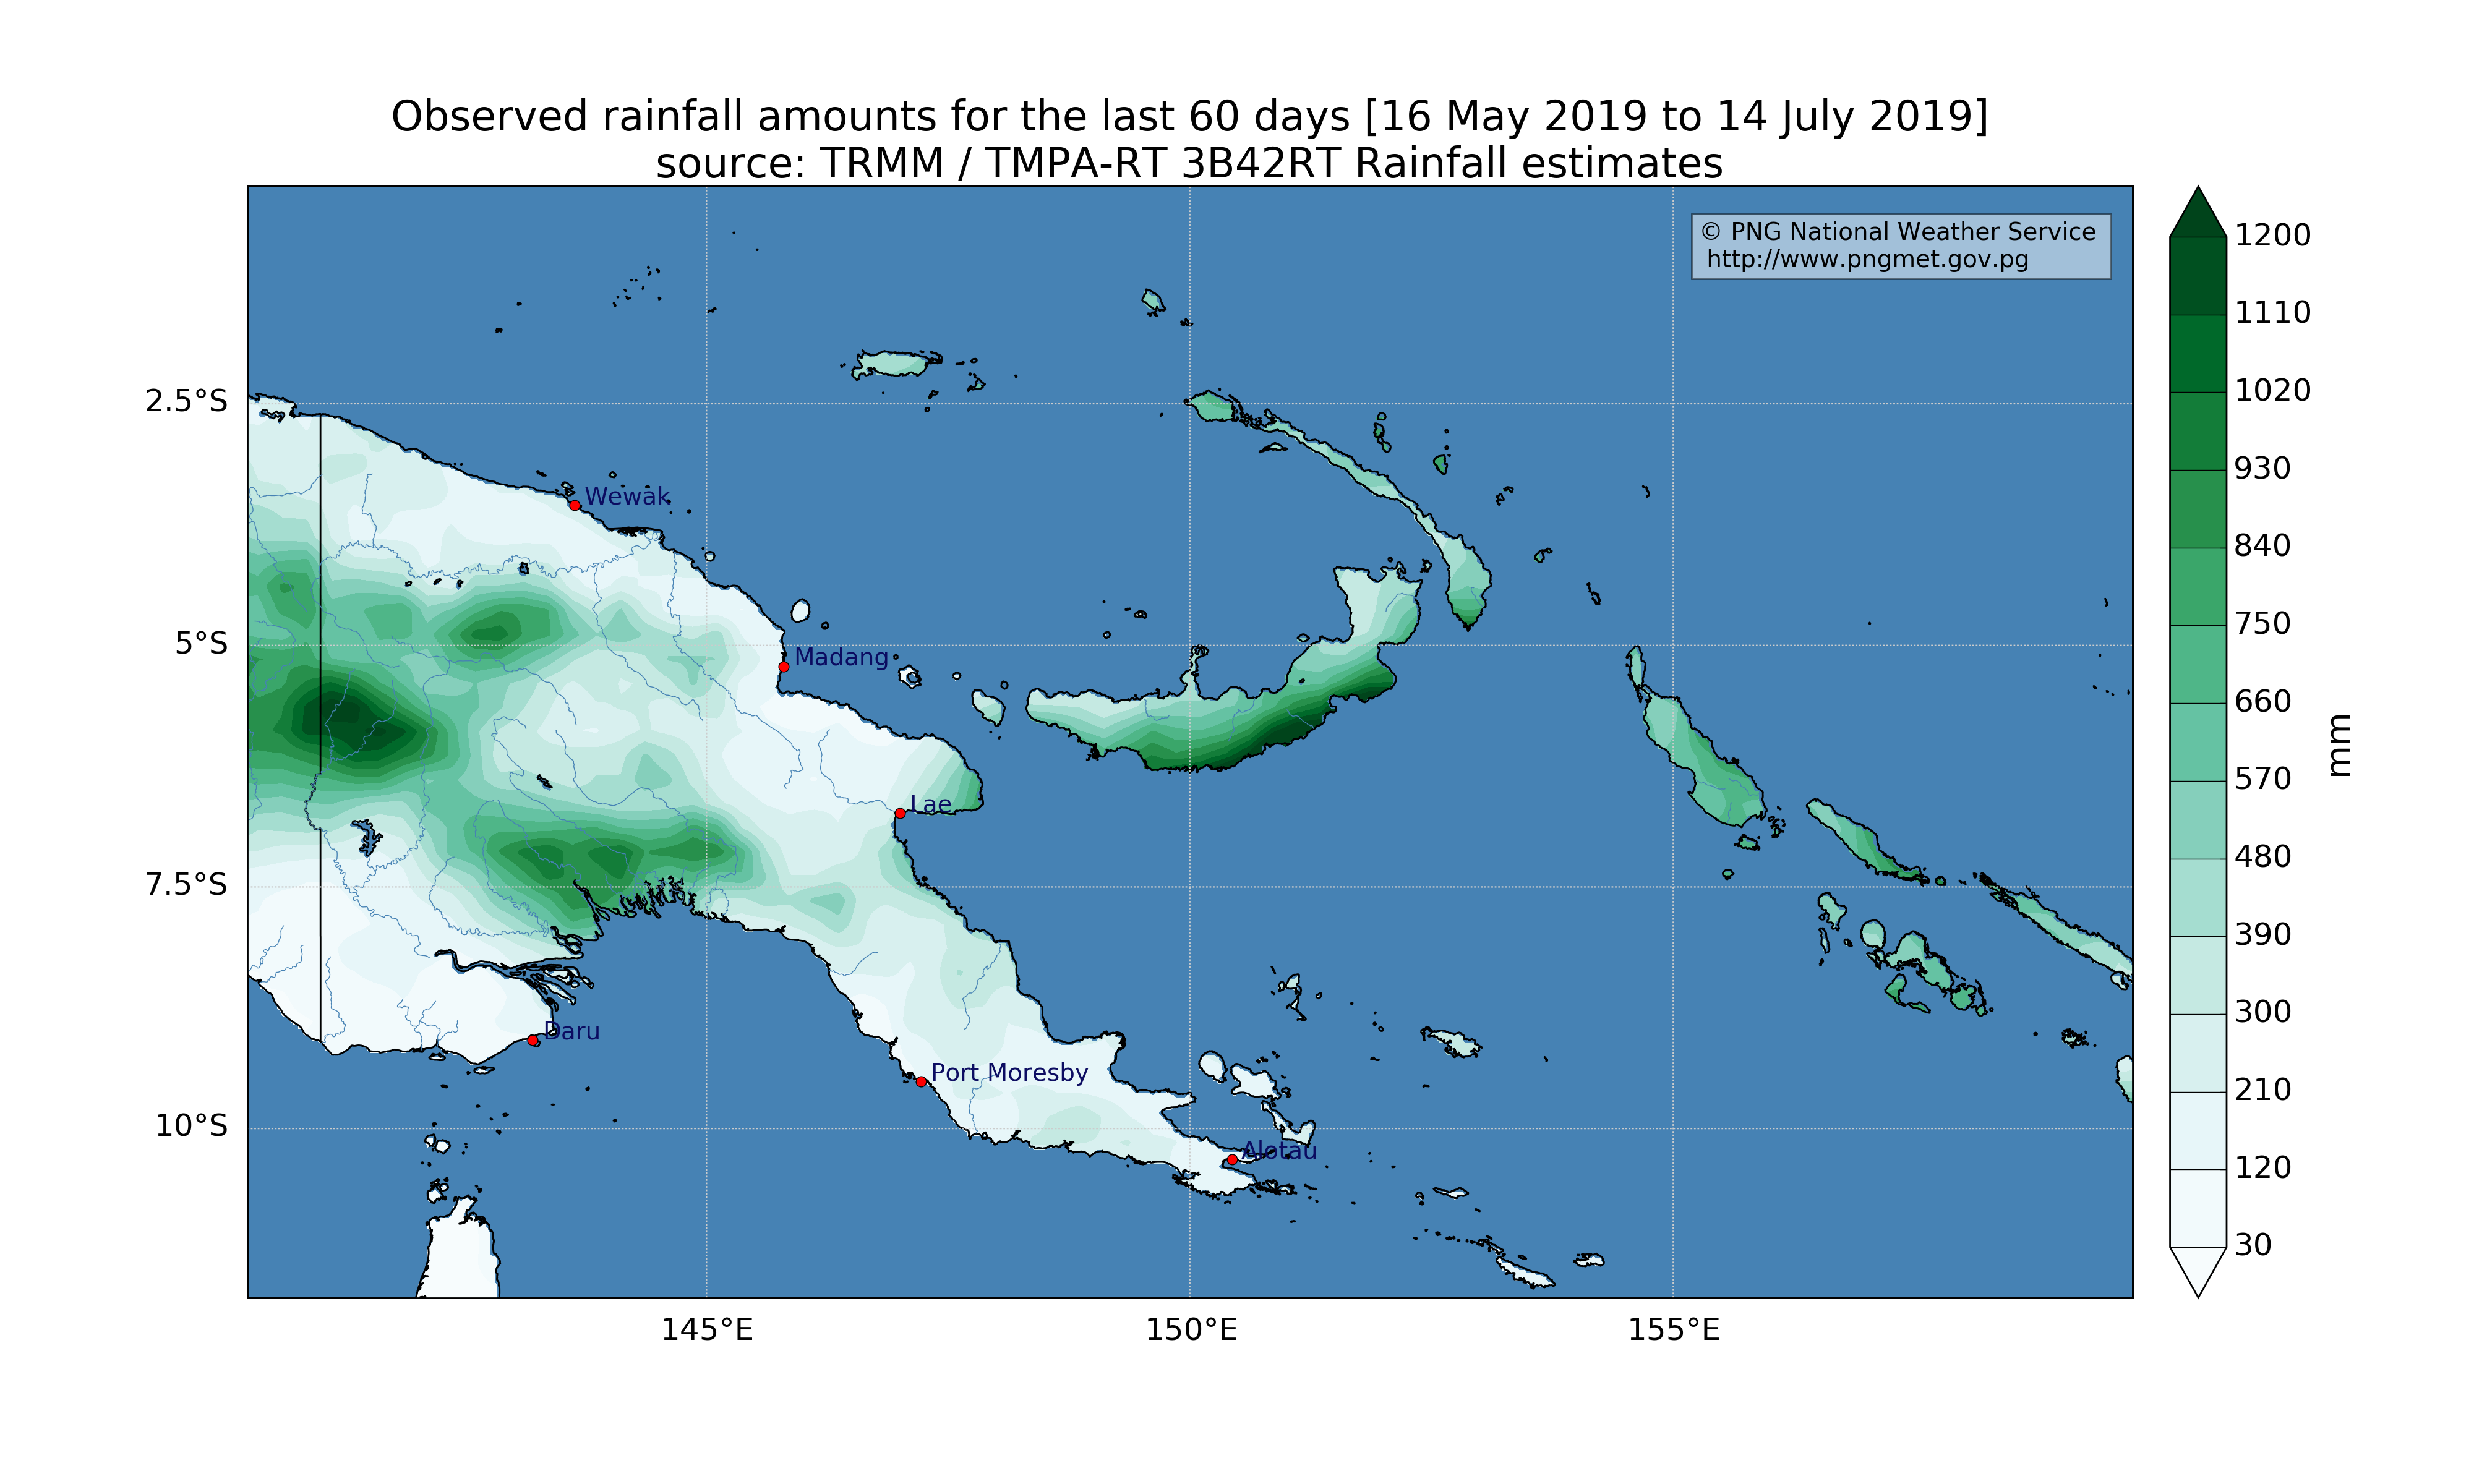 Observed rainfall amounts for the last 60 days [16 May 2019 to 14 July 2019]
source: TRMM / TMPA-RT 3B42RT Rainfall estimates
© PNG National Weather Service
http://www.pngmet.gov.pg
2.5°S
5°S
7.5°S
10°S
Wewak
Madang
Lae
Daru
Port Moresby
Alotau
145°E
150°E
155°E
1200
1110
1020
930
840
750
660
570
480
390
300
210
120
30
mm